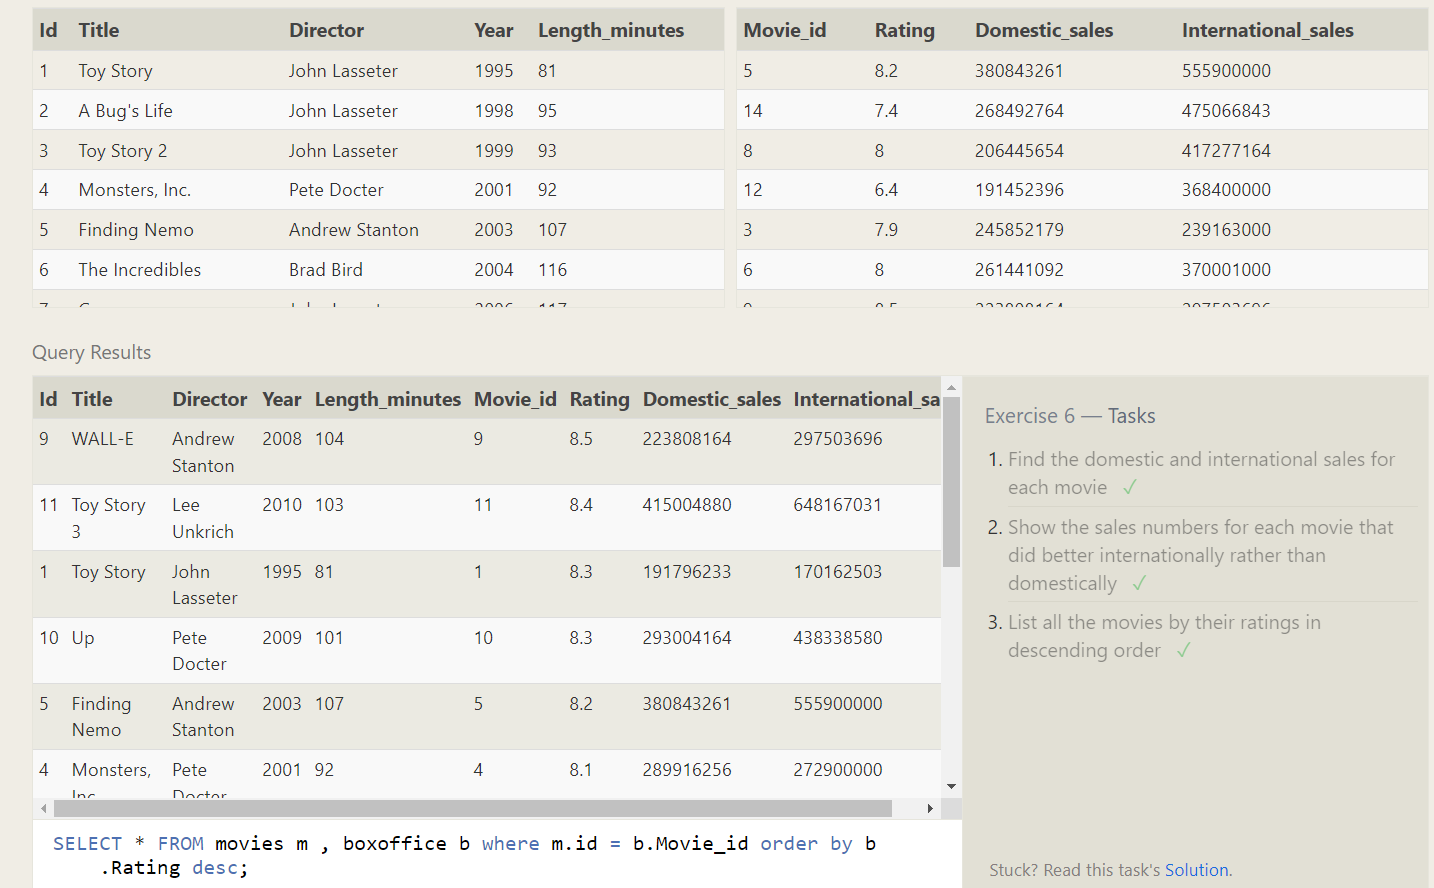 Id Title Director Year Length_minutes
1 Toy Story John Lasseter 1995 81
2 A Bug's Life John Lasseter 1998 95
3 Toy Story 2 John Lasseter 1999 93
4 Monsters, Inc. Pete Docter 2001 92
5 Finding Nemo Andrew Stanton 2003 107
6 The Incredibles Brad Bird 2004 116
Movie_id Rating Domestic_sales International_sales
5 8.2 380843261 555900000
14 7.4 268492764 475066843
8 8 206445654 417277164
12 6.4 191452396 368400000
3 7.9 245852179 239163000
6 8 261441092 370001000
Query Results
Id Title Director Year Length_minutes Movie_id Rating Domestic_sales International_sa
9 WALL-E Andrew 2008 104 9 8.5 223808164 297503696
Stanton
11 Toy Story Lee 2010 103 11 8.4 415004880 648167031
3 Unkrich
1 Toy Story John 1995 81 1 8.3 191796233 170162503
Lasseter
10 Up Pete 2009 101 10 8.3 293004164 438338580
Docter
5 Finding Andrew 2003 107 5 8.2 380843261 555900000
Nemo Stanton
4 Monsters, Pete 2001 92 4 8.1 289916256 272900000
Inc. Docter
SELECT * FROM movies m , boxoffice b where m.id = b.Movie_id order by b
.Rating desc;
Exercise 6 — Tasks
1. Find the domestic and international sales for
each movie ✓
2. Show the sales numbers for each movie that
did better internationally rather than
domestically ✓
3. List all the movies by their ratings in
descending order ✓
Stuck? Read this task's Solution.